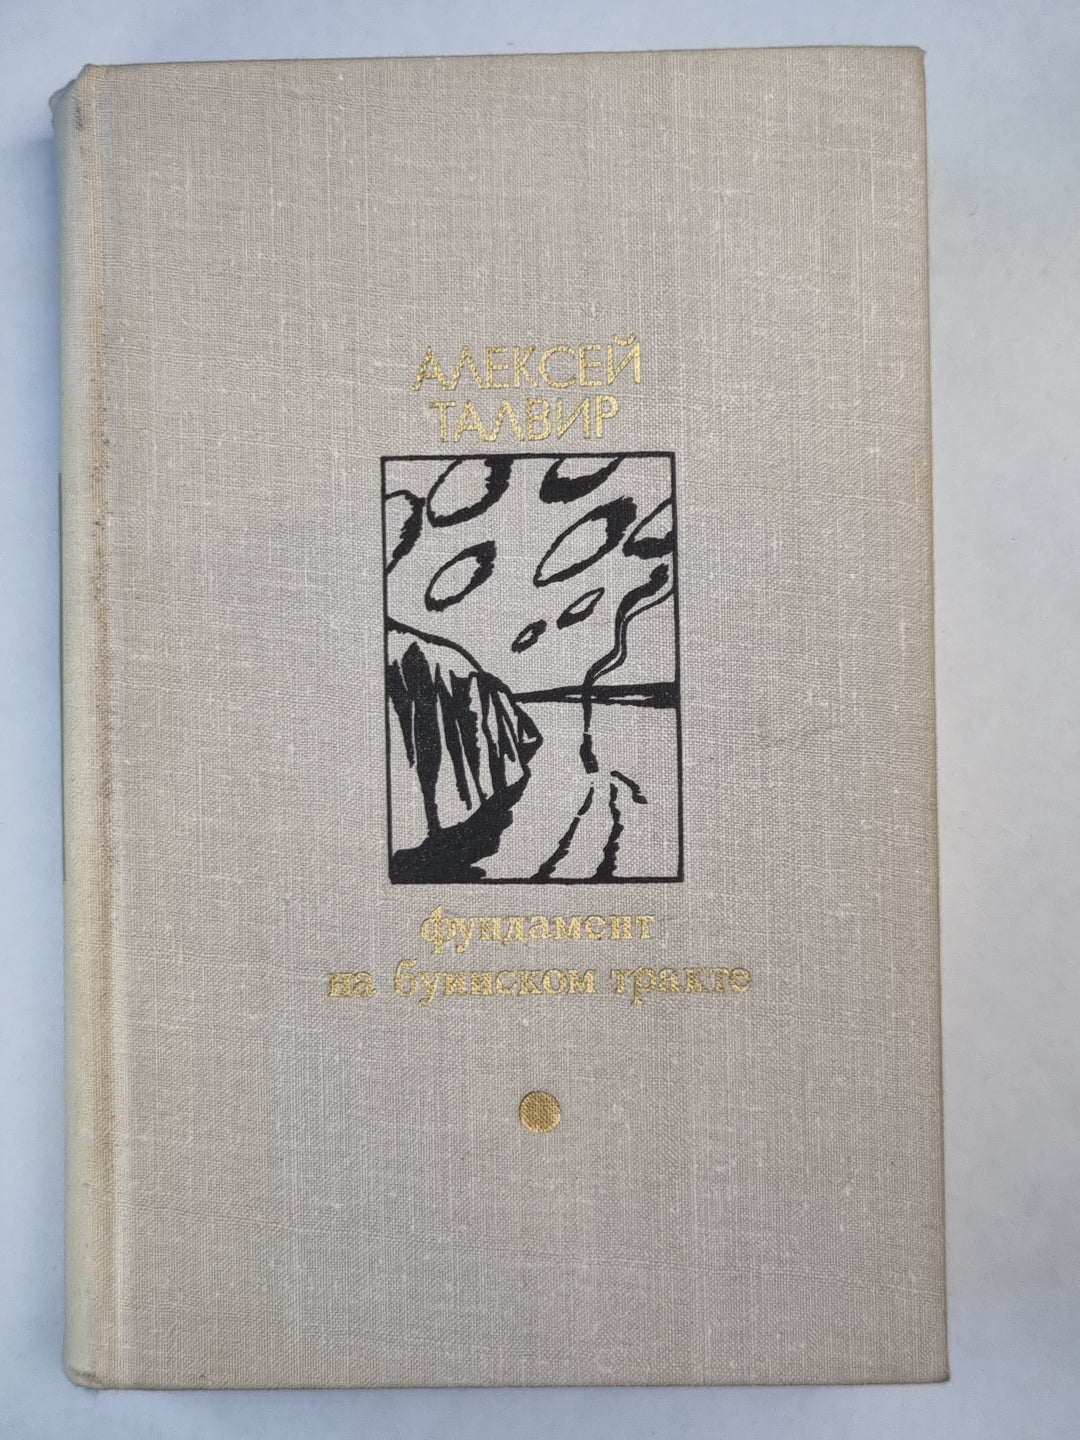 АЛЕКСЕЙ
ТАЛВИР
фундамент
на буинском тракте